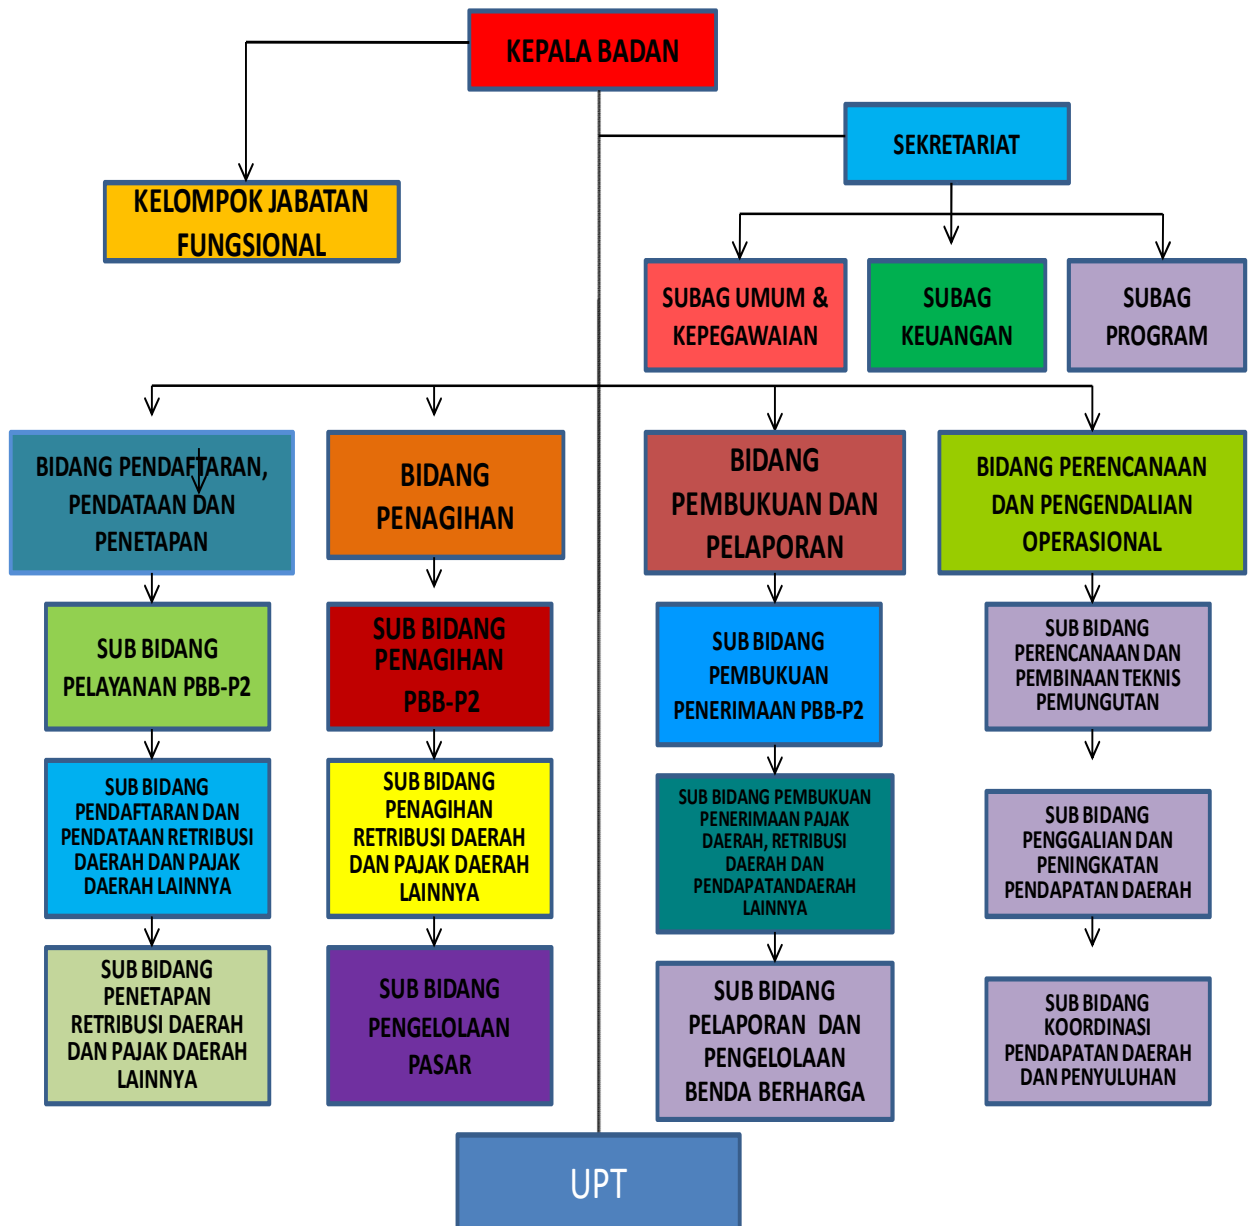 KEPALA BADAN
SEKRETARIAT
KELOMPOK JABATAN
FUNGSIONAL
SUBAG UMUM &
KEPEGAWAIAN
SUBAG
KEUANGAN
SUBAG
PROGRAM
BIDANG PENDAFTARAN,
PENDATAAN DAN
PENETAPAN
BIDANG
PENAGIHAN
BIDANG
PEMBUKUAN DAN
PELAPORAN
BIDANG PERENCANAAN
DAN PENGENDALIAN
OPERASIONAL
SUB BIDANG
PELAYANAN PBB-P2
SUB BIDANG
PENAGIHAN
PBB-P2
SUB BIDANG
PEMBUKUAN
PENERIMAAN PBB-P2
SUB BIDANG
PERENCANAAN DAN
PEMBINAAN TEKNIS
PEMUNGUTAN
SUB BIDANG
PENDAFTARAN DAN
PENDATAAN RETRIBUSI
DAERAH DAN PAJAK
DAERAH LAINNYA
SUB BIDANG
PENAGIHAN
RETRIBUSI DAERAH
DAN PAJAK DAERAH
LAINNYA
SUB BIDANG PEMBUKUAN
PENERIMAAN PAJAK
DAERAH, RETRIBUSI
DAERAH DAN
PENDAPATANDAERAH
LAINNYA
SUB BIDANG
PENGGALIAN DAN
PENINGKATAN
PENDAPATAN DAERAH
SUB BIDANG
PENETAPAN
RETRIBUSI DAERAH
DAN PAJAK DAERAH
LAINNYA
SUB BIDANG
PENGELOLAAN
PASAR
SUB BIDANG
PELAPORAN DAN
PENGELOLAAN
BENDA BERHARGA
SUB BIDANG
KOORDINASI
PENDAPATAN DAERAH
DAN PENYULUHAN
UPT